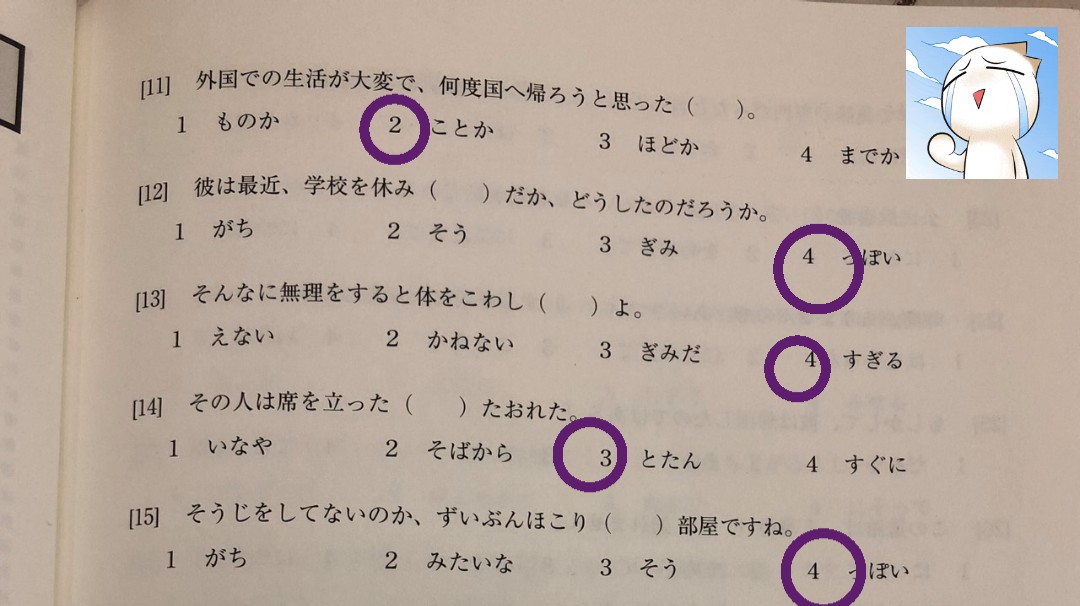 [11] 外国での生活が大変で、何度国へ帰ろうと思った（　　）。
1 ものか 2 ことか 3 ほどか 4 までか
[12] 彼は最近、学校を休み（　　）だか、どうしたのだろうか。
1 がち 2 そう 3 ぎみ 4 っぽい
[13] そんなに無理をすると体をこわし（　　）よ。
1 えない 2 かねない 3 ぎみだ 4 すぎる
[14] その人は席を立った（　　）たおれた。
1 いなや 2 そばから 3 とたん 4 すぐに
[15] そうじをしてないのか、ずいぶんほこり（　　）部屋ですね。
1 がち 2 みたいな 3 そう 4 っぽい